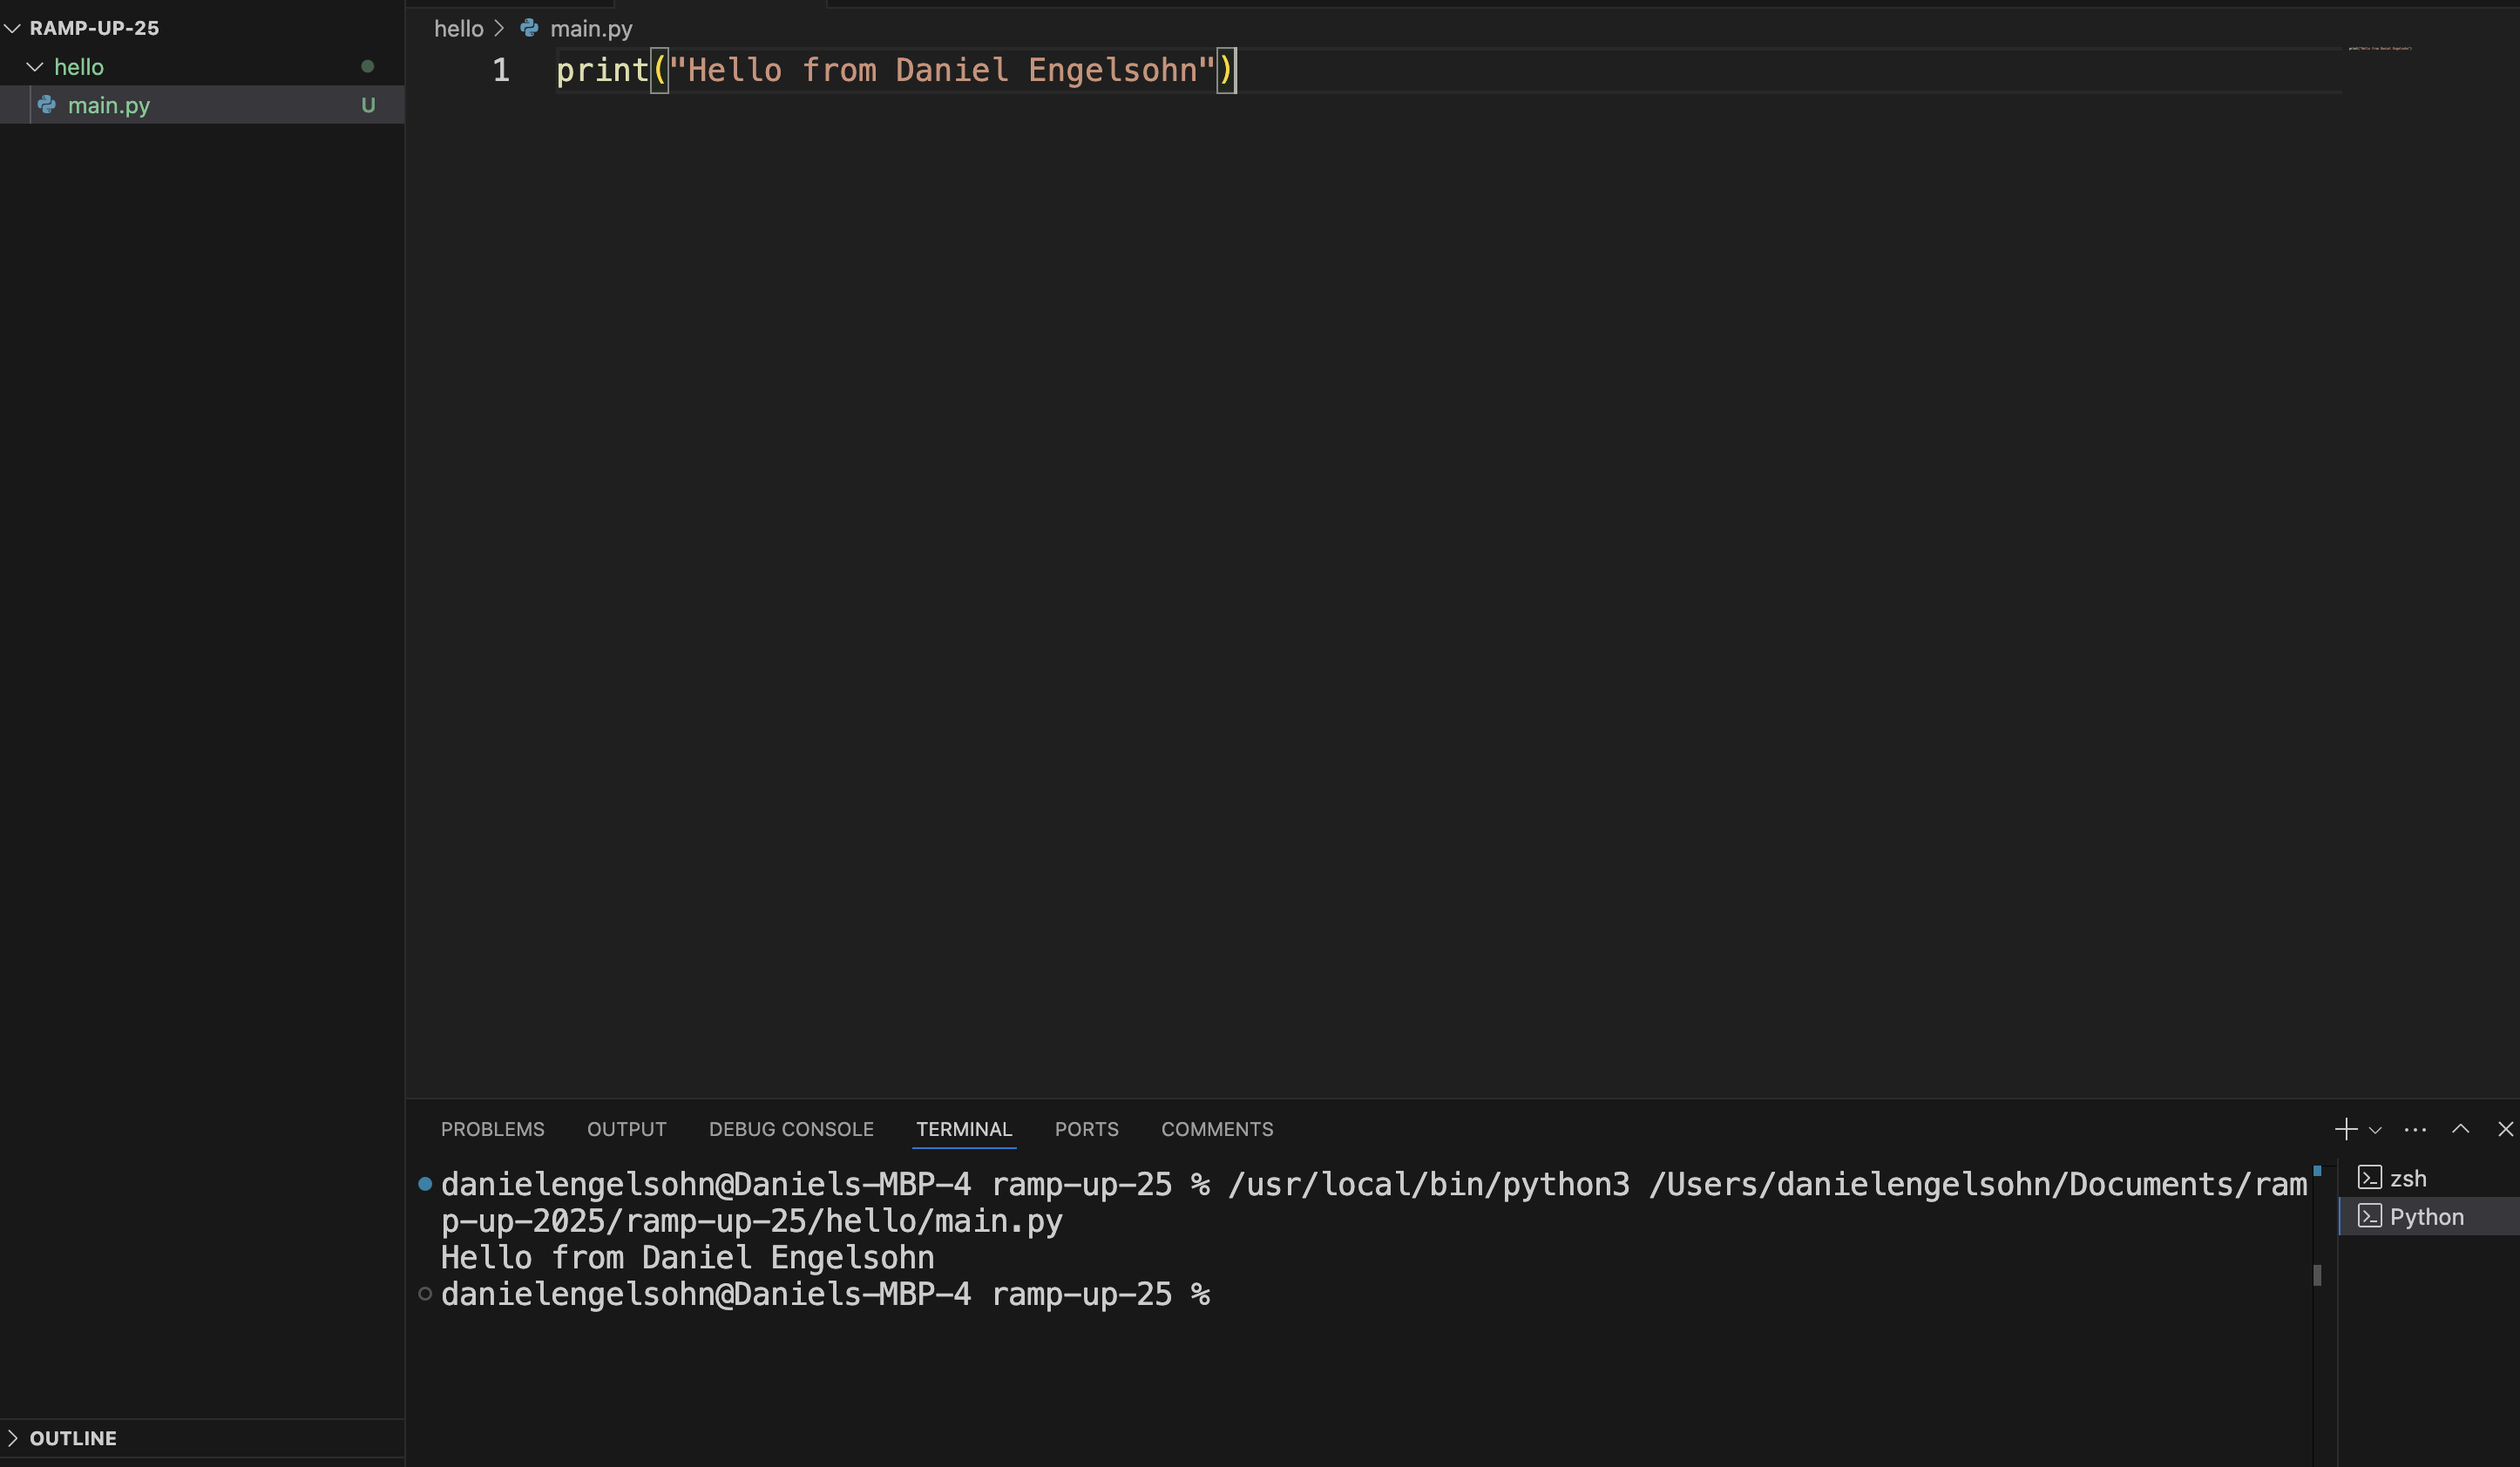 RAMP-UP-25
hello
main.py U
hello > main.py
1 print("Hello from Daniel Engelsohn")
PROBLEMS OUTPUT DEBUG CONSOLE TERMINAL PORTS COMMENTS
danielengelsohn@Daniels-MBP-4 ramp-up-25 % /usr/local/bin/python3 /Users/danielengelsohn/Documents/ram
p-up-2025/ramp-up-25/hello/main.py
Hello from Daniel Engelsohn
danielengelsohn@Daniels-MBP-4 ramp-up-25 %
zsh
Python
OUTLINE